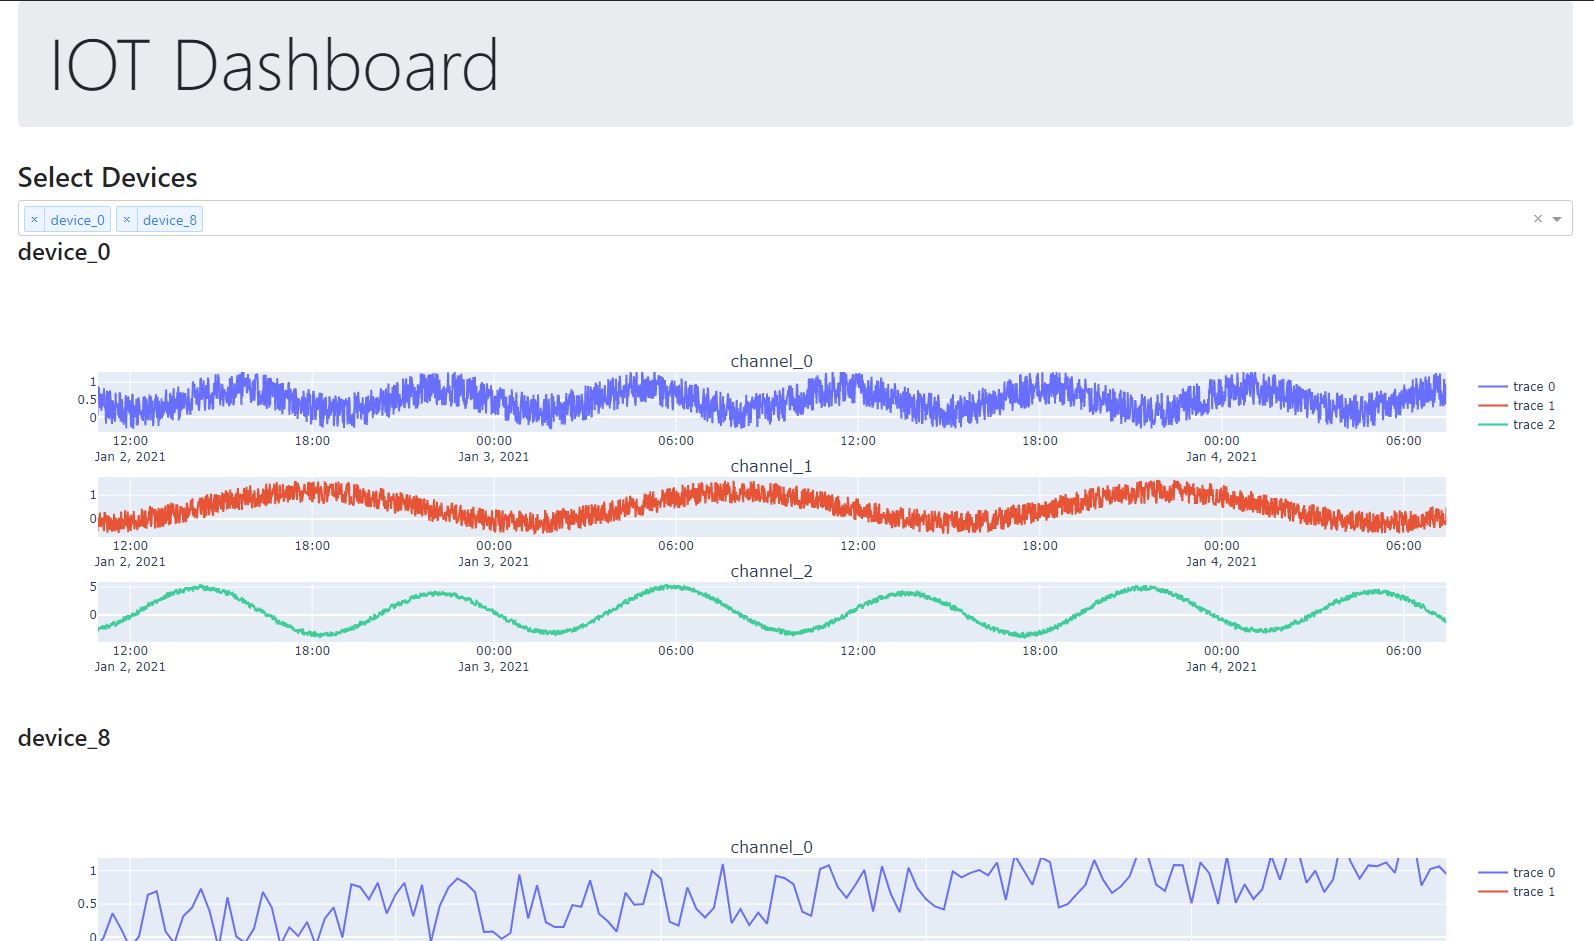 IOT Dashboard
Select Devices
× device_0 × device_8 ×
device_0
channel_0
1
0.5
0
trace 0
trace 1
trace 2
12:00 18:00 00:00 06:00 12:00 18:00 00:00 06:00
Jan 2, 2021 Jan 3, 2021 Jan 4, 2021
channel_1
1
0
12:00 18:00 00:00 06:00 12:00 18:00 00:00 06:00
Jan 2, 2021 Jan 3, 2021 Jan 4, 2021
channel_2
5
0
12:00 18:00 00:00 06:00 12:00 18:00 00:00 06:00
Jan 2, 2021 Jan 3, 2021 Jan 4, 2021
device_8
channel_0
1
0.5
0
trace 0
trace 1